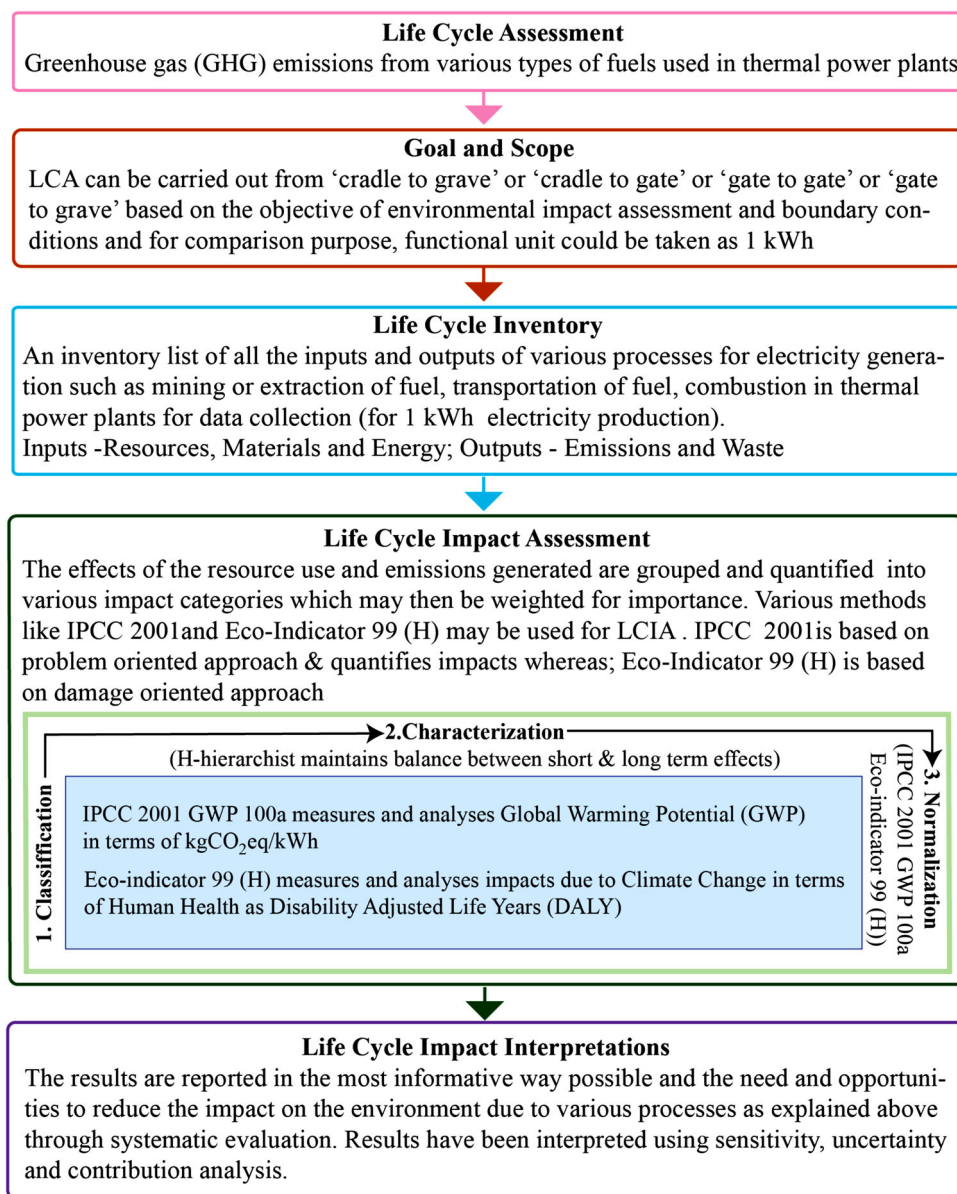 Life Cycle Assessment
Greenhouse gas (GHG) emissions from various types of fuels used in thermal power plants
Goal and Scope
LCA can be carried out from ‘cradle to grave’ or ‘cradle to gate’ or ‘gate to gate’ or ‘gate
to grave’ based on the objective of environmental impact assessment and boundary con-
ditions and for comparison purpose, functional unit could be taken as 1 kWh
Life Cycle Inventory
An inventory list of all the inputs and outputs of various processes for electricity genera-
tion such as mining or extraction of fuel, transportation of fuel, combustion in thermal
power plants for data collection (for 1 kWh electricity production).
Inputs -Resources, Materials and Energy; Outputs - Emissions and Waste
Life Cycle Impact Assessment
The effects of the resource use and emissions generated are grouped and quantified into
various impact categories which may then be weighted for importance. Various methods
like IPCC 2001and Eco-Indicator 99 (H) may be used for LCIA . IPCC 2001is based on
problem oriented approach & quantifies impacts whereas; Eco-Indicator 99 (H) is based
on damage oriented approach
1. Classiffication
2.Characterization
(H-hierarchist maintains balance between short & long term effects)
IPCC 2001 GWP 100a measures and analyses Global Warming Potential (GWP)
in terms of kgCO₂eq/kWh
Eco-indicator 99 (H) measures and analyses impacts due to Climate Change in terms
of Human Health as Disability Adjusted Life Years (DALY)
3. Normalization
(IPCC 2001 GWP 100a
Eco-indicator 99 (H))
Life Cycle Impact Interpretations
The results are reported in the most informative way possible and the need and opportuni-
ties to reduce the impact on the environment due to various processes as explained above
through systematic evaluation. Results have been interpreted using sensitivity, uncertainty
and contribution analysis.